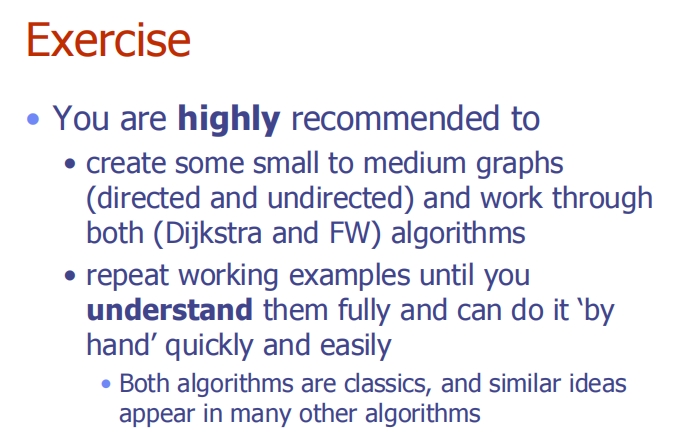 Exercise
• You are highly recommended to
• create some small to medium graphs
(directed and undirected) and work through
both (Dijkstra and FW) algorithms
• repeat working examples until you
understand them fully and can do it ‘by
hand’ quickly and easily
• Both algorithms are classics, and similar ideas
appear in many other algorithms